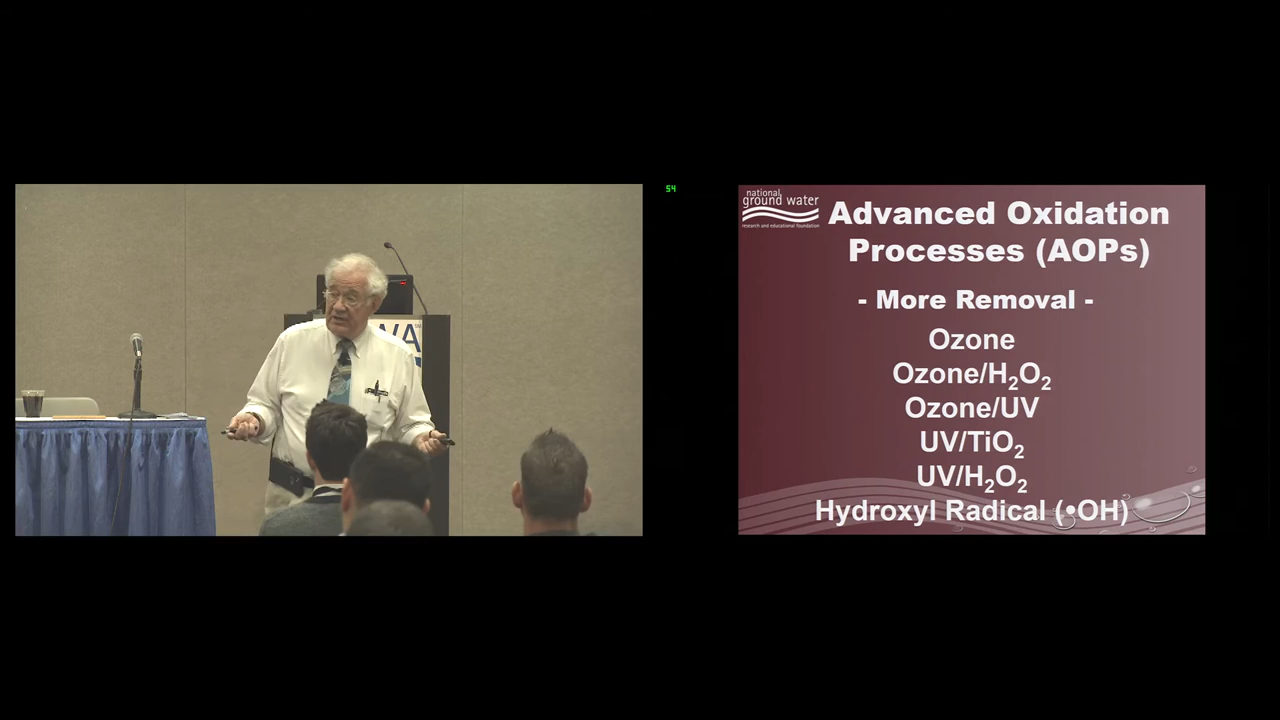 WA
54
national
ground water
research and educational foundation
Advanced Oxidation
Processes (AOPs)
- More Removal -
Ozone
Ozone/H₂O₂
Ozone/UV
UV/TiO₂
UV/H₂O₂
Hydroxyl Radical (•OH)